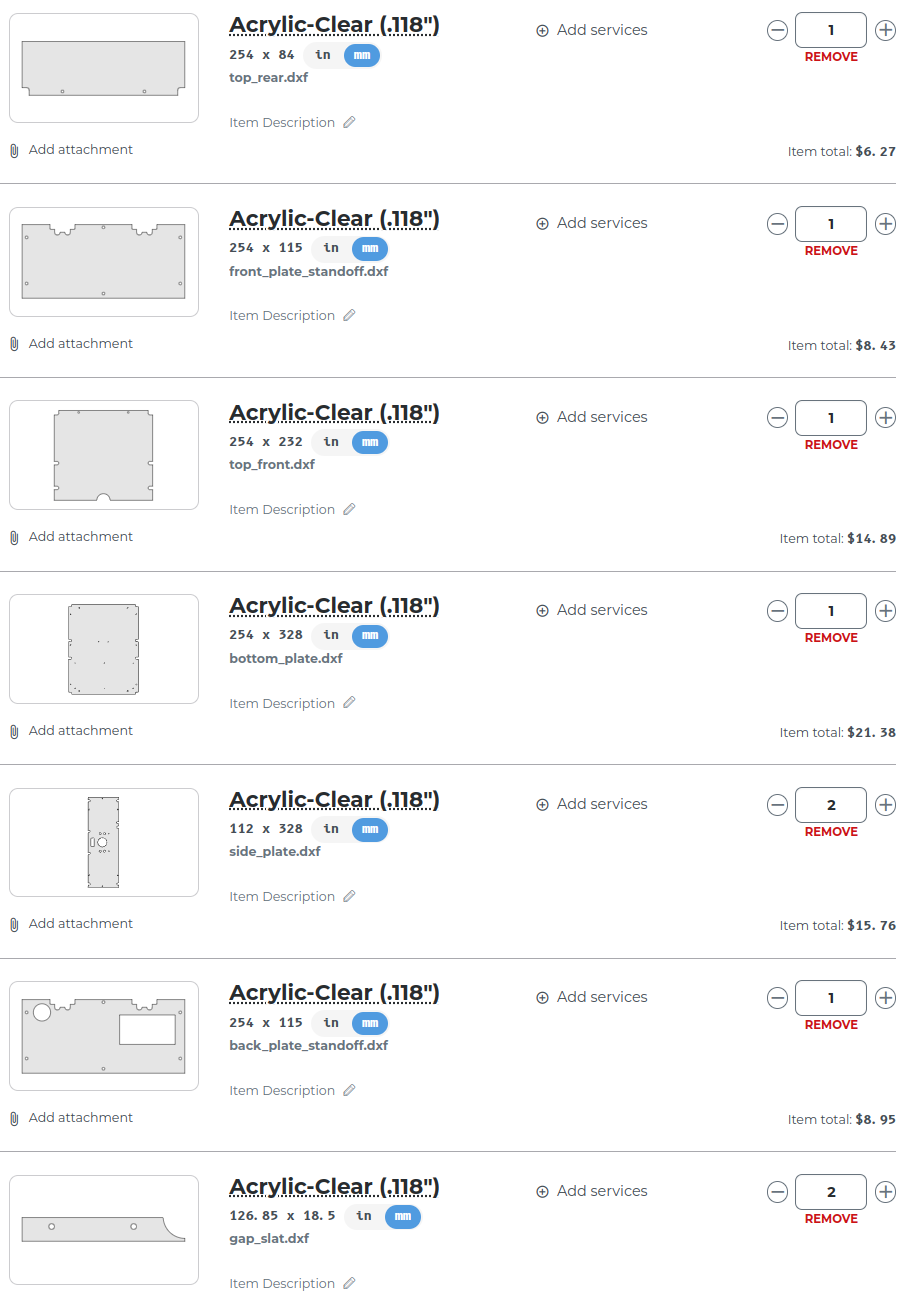 Acrylic-Clear (.118")
Add services
1
254 x 84 in mm
REMOVE
top_rear.dxf
Item Description
Add attachment
Item total: $6.27
Acrylic-Clear (.118")
Add services
1
254 x 115 in mm
REMOVE
front_plate_standoff.dxf
Item Description
Add attachment
Item total: $8.43
Acrylic-Clear (.118")
Add services
1
254 x 232 in mm
REMOVE
top_front.dxf
Item Description
Add attachment
Item total: $14.89
Acrylic-Clear (.118")
Add services
1
254 x 328 in mm
REMOVE
bottom_plate.dxf
Item Description
Add attachment
Item total: $21.38
Acrylic-Clear (.118")
Add services
2
112 x 328 in mm
REMOVE
side_plate.dxf
Item Description
Add attachment
Item total: $15.76
Acrylic-Clear (.118")
Add services
1
254 x 115 in mm
REMOVE
back_plate_standoff.dxf
Item Description
Add attachment
Item total: $8.95
Acrylic-Clear (.118")
Add services
2
126.85 x 18.5 in mm
REMOVE
gap_slat.dxf
Item Description